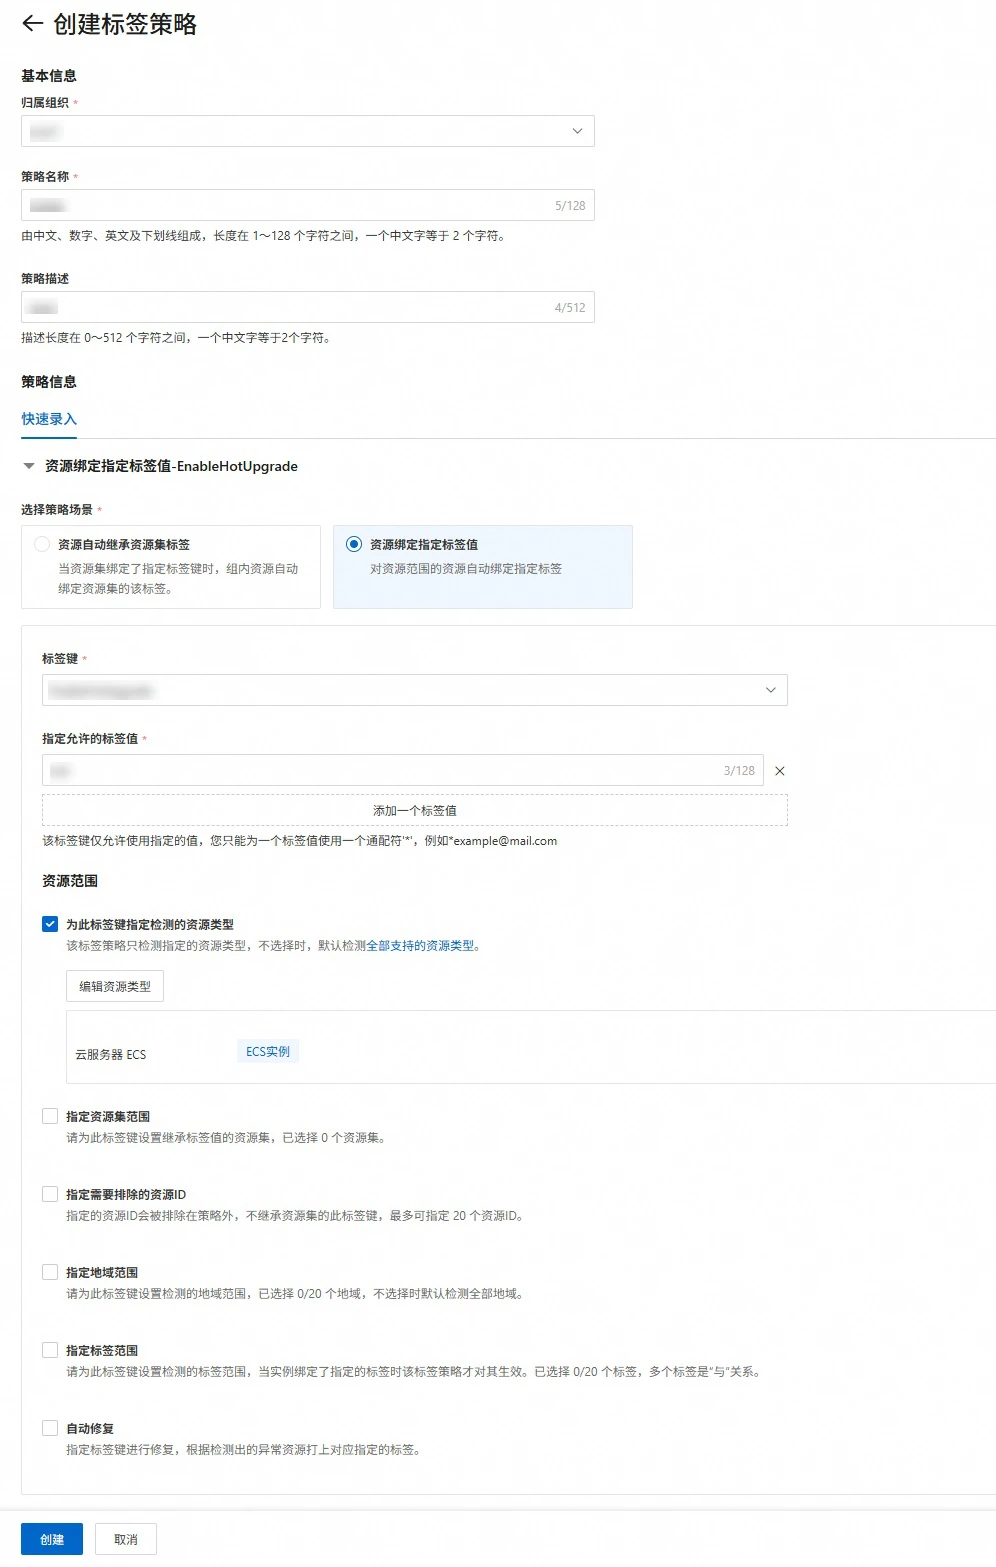 创建标签策略
基本信息
归属组织 *
策略名称 *
5/128
由中文、数字、英文及下划线组成，长度在 1～128 个字符之间，一个中文字等于 2 个字符。
策略描述
4/512
描述长度在 0～512 个字符之间，一个中文字等于2个字符。
策略信息
快速录入
资源绑定指定标签值-EnableHotUpgrade
选择策略场景 *
资源自动继承资源集标签
当资源集绑定了指定标签键时，组内资源自动
绑定资源集的该标签。
资源绑定指定标签值
对资源范围的资源自动绑定指定标签
标签键 *
指定允许的标签值 *
3/128
添加一个标签值
该标签键仅允许使用指定的值，您只能为一个标签值使用一个通配符'*'，例如*example@mail.com
资源范围
为此标签键指定检测的资源类型
该标签策略只检测指定的资源类型，不选择时，默认检测全部支持的资源类型。
编辑资源类型
云服务器 ECS
ECS实例
指定资源集范围
请为此标签键设置继承标签值的资源集，已选择 0 个资源集。
指定需要排除的资源ID
指定的资源ID会被排除在策略外，不继承资源集的此标签键，最多可指定 20 个资源ID。
指定地域范围
请为此标签键设置检测的地域范围，已选择 0/20 个地域，不选择时默认检测全部地域。
指定标签范围
请为此标签键设置检测的标签范围，当实例绑定了指定的标签时该标签策略才对其生效。已选择 0/20 个标签，多个标签是“与”关系。
自动修复
指定标签键进行修复，根据检测出的异常资源打上对应指定的标签。
创建
取消